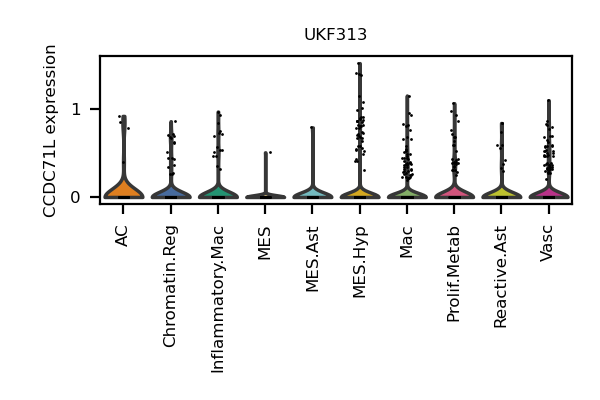 UKF313
CCDC71L expression
1
0
AC
Chromatin.Reg
Inflammatory.Mac
MES
MES.Ast
MES.Hyp
Mac
Prolif.Metab
Reactive.Ast
Vasc